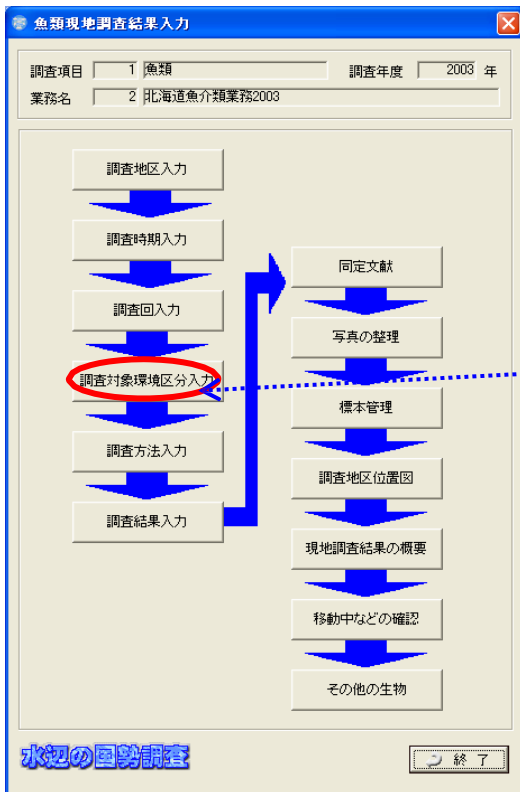 魚類現地調査結果入力
調査項目 1 魚類 調査年度 2003 年
業務名 2 北海道魚介類業務2003
調査地区入力
調査時期入力
調査回入力
調査対象環境区分入力
調査方法入力
調査結果入力
同定文献
写真の整理
標本管理
調査地区位置図
現地調査結果の概要
移動中などの確認
その他の生物
水辺の国勢調査
終 了